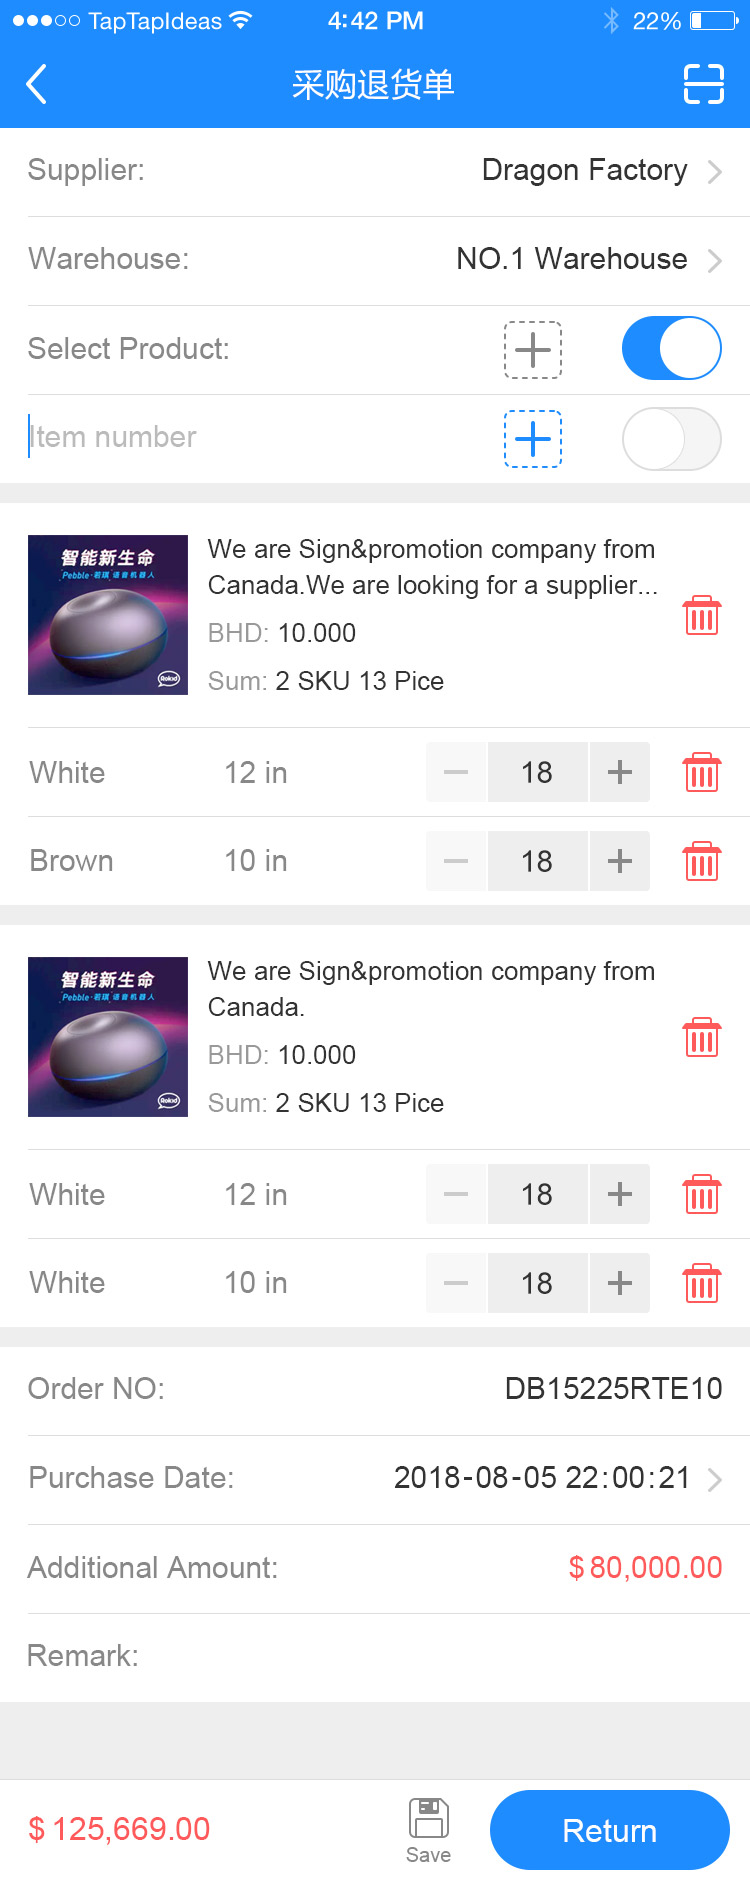 TapTapIdeas 4:42 PM 22%
采购退货单
Supplier: Dragon Factory
Warehouse: NO.1 Warehouse
Select Product:
Item number
智能新生命
Pebble·若琪 语音机器人
Rokid
We are Sign&promotion company from
Canada.We are looking for a supplier...
BHD: 10.000
Sum: 2 SKU 13 Pice
White 12 in 18
Brown 10 in 18
智能新生命
Pebble·若琪 语音机器人
Rokid
We are Sign&promotion company from
Canada.
BHD: 10.000
Sum: 2 SKU 13 Pice
White 12 in 18
White 10 in 18
Order NO: DB15225RTE10
Purchase Date: 2018-08-05 22:00:21
Additional Amount: $80,000.00
Remark:
$125,669.00
Save
Return